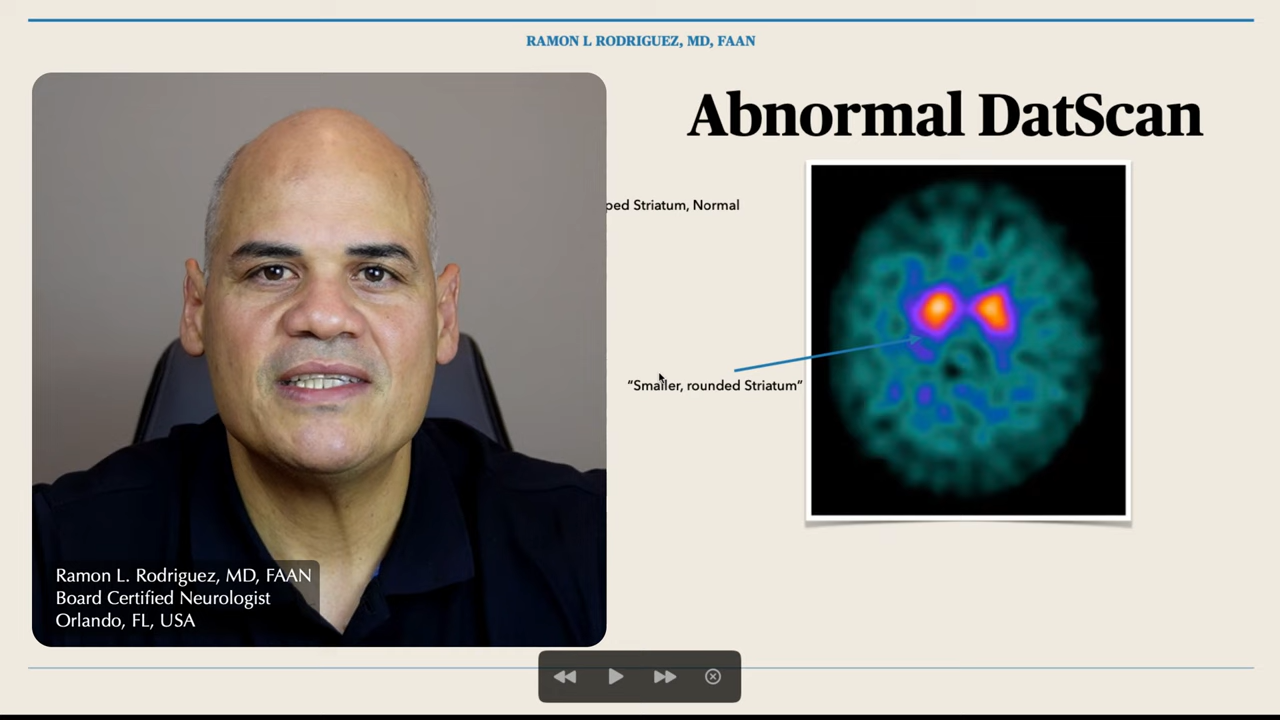 RAMON L RODRIGUEZ, MD, FAAN
Abnormal DatScan
ped Striatum, Normal
“Smaller, rounded Striatum”
Ramon L. Rodriguez, MD, FAAN
Board Certified Neurologist
Orlando, FL, USA